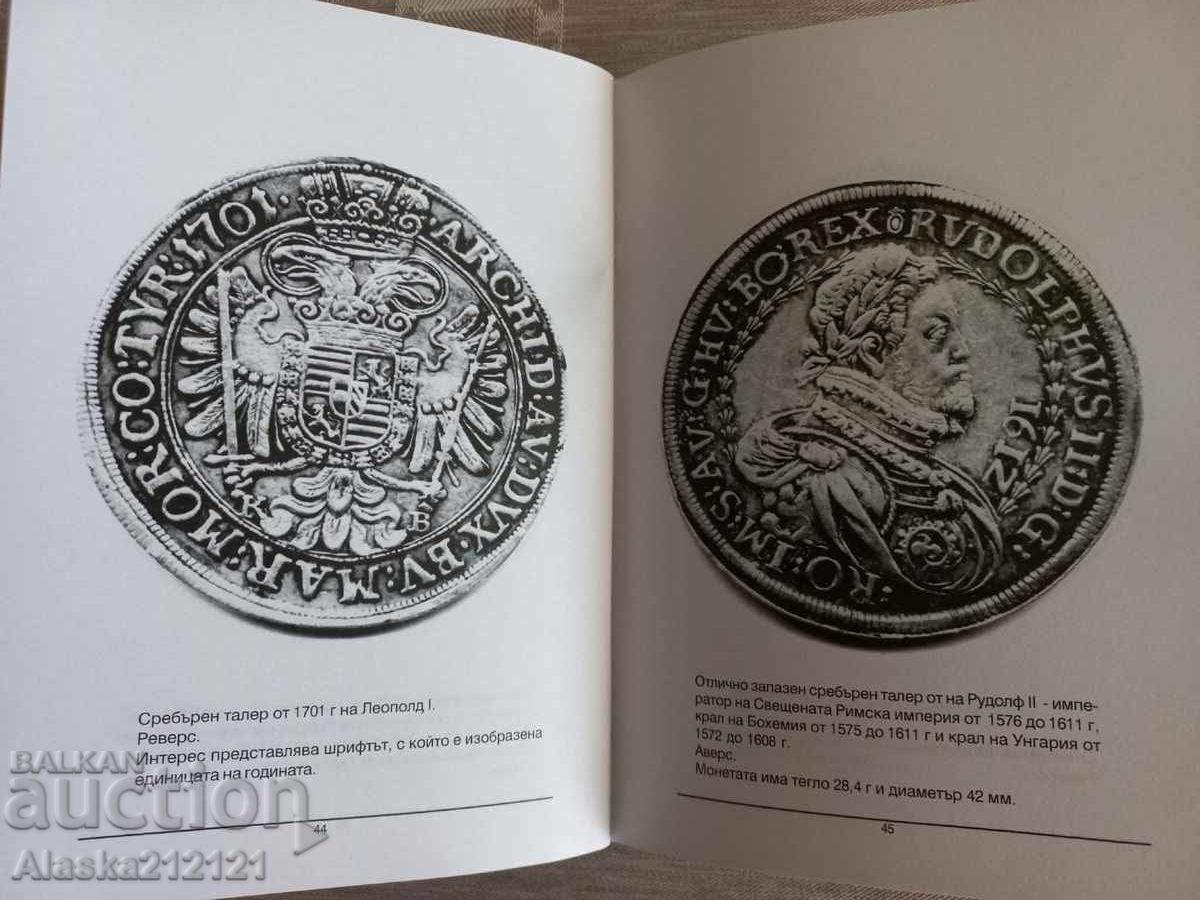 ARCHI·D:AV:DVX:BV:MAR:MOR:CO:TYR:1701.
K B
Сребърен талер от 1701 г на Леополд I.
Реверс.
Интерес представлява шрифтът, с който е изобразена
единицата на годината.
44
RUDOLPHVS II·D:G:
:RO:IM:S:AV:G:HV:BO:REX
1612
Отлично запазен сребърен талер от на Рудолф II - импе-
ратор на Свещената Римска империя от 1576 до 1611 г,
крал на Бохемия от 1575 до 1611 г и крал на Унгария от
1572 до 1608 г.
Аверс.
Монетата има тегло 28,4 г и диаметър 42 мм.
45
BALKAN
auction
Alaska212121